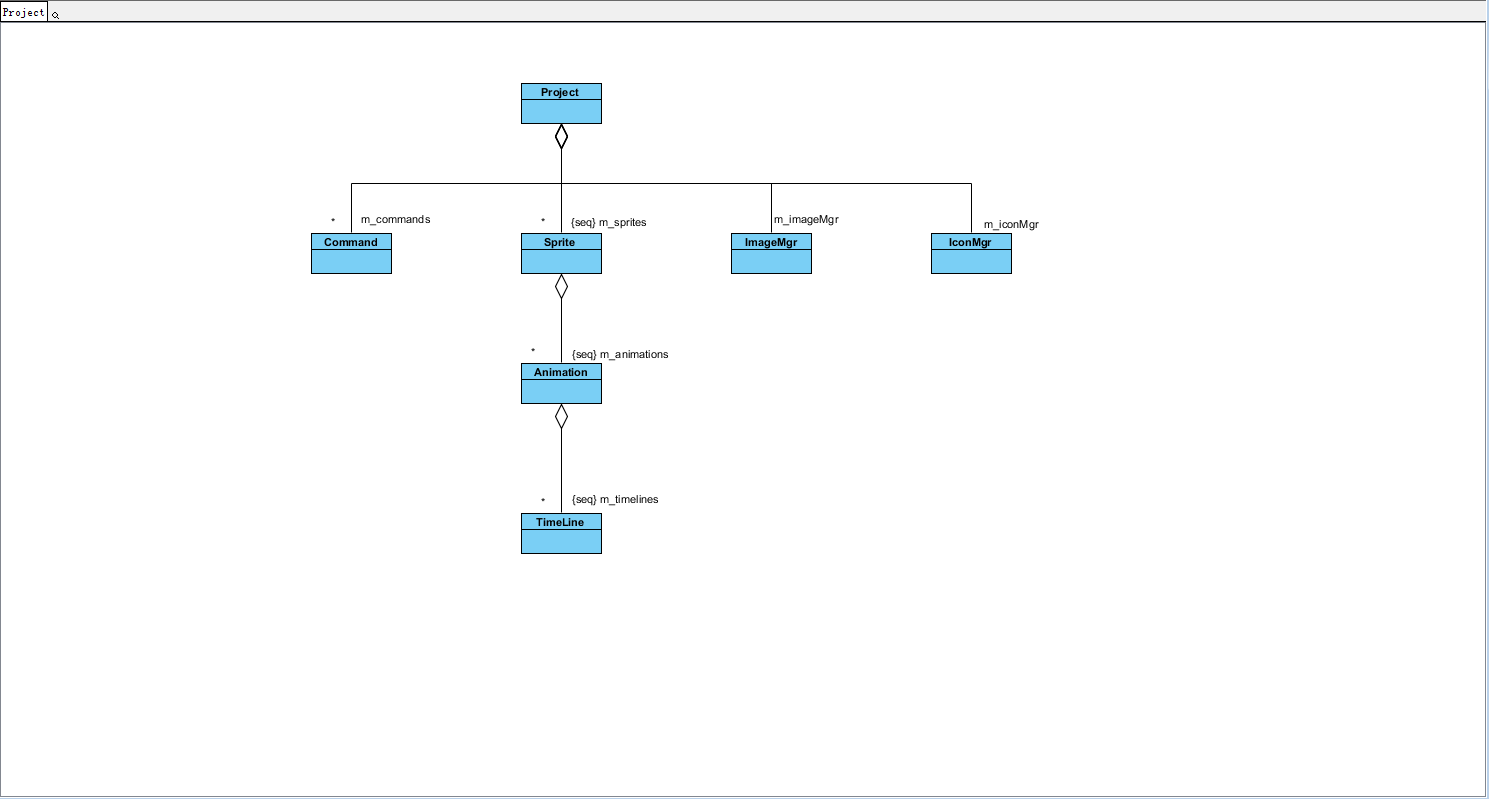 Project
Project
* m_commands
* {seq} m_sprites
m_imageMgr
m_iconMgr
Command
Sprite
ImageMgr
IconMgr
* {seq} m_animations
Animation
* {seq} m_timelines
TimeLine